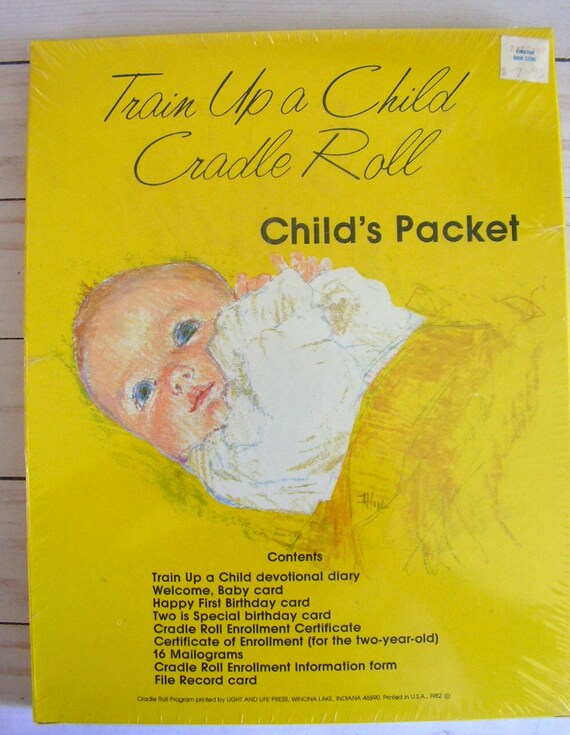 Train Up a Child
Cradle Roll
Child's Packet
Contents
Train Up a Child devotional diary
Welcome, Baby card
Happy First Birthday card
Two is Special birthday card
Cradle Roll Enrollment Certificate
Certificate of Enrollment (for the two-year-old)
16 Mailograms
Cradle Roll Enrollment Information form
File Record card
Cradle Roll Program printed by LIGHT AND LIFE PRESS, WINONA LAKE, INDIANA 46590. Printed in U.S.A., 1982 ©